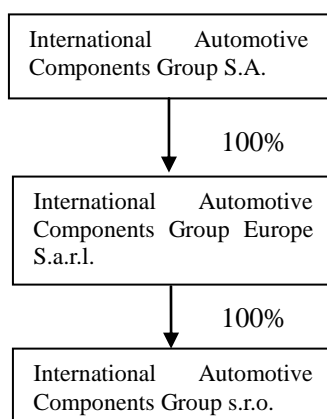 International Automotive
Components Group S.A.
100%
International Automotive
Components Group Europe
S.a.r.l.
100%
International Automotive
Components Group s.r.o.